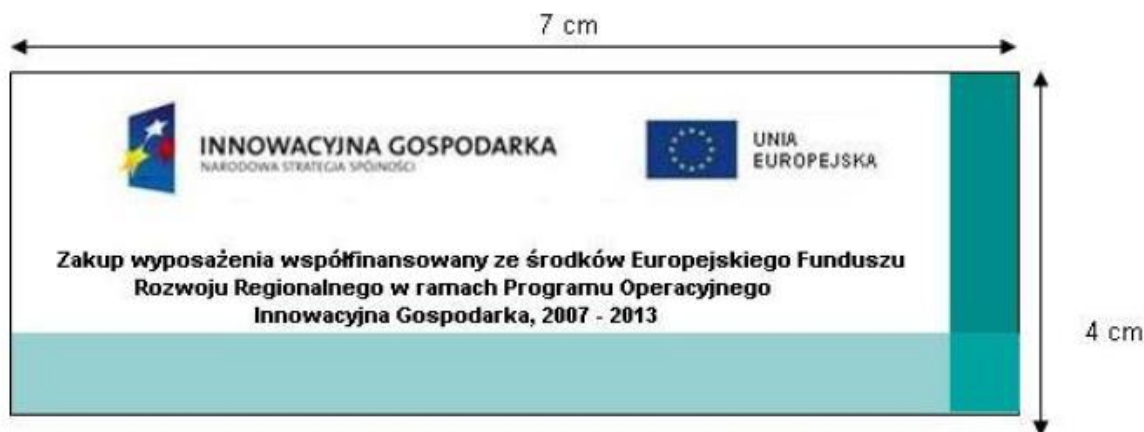 7 cm
INNOWACYJNA GOSPODARKA
NARODOWA STRATEGIA SPÓJNOŚCI
UNIA
EUROPEJSKA
Zakup wyposażenia współfinansowany ze środków Europejskiego Funduszu
Rozwoju Regionalnego w ramach Programu Operacyjnego
Innowacyjna Gospodarka, 2007 - 2013
4 cm